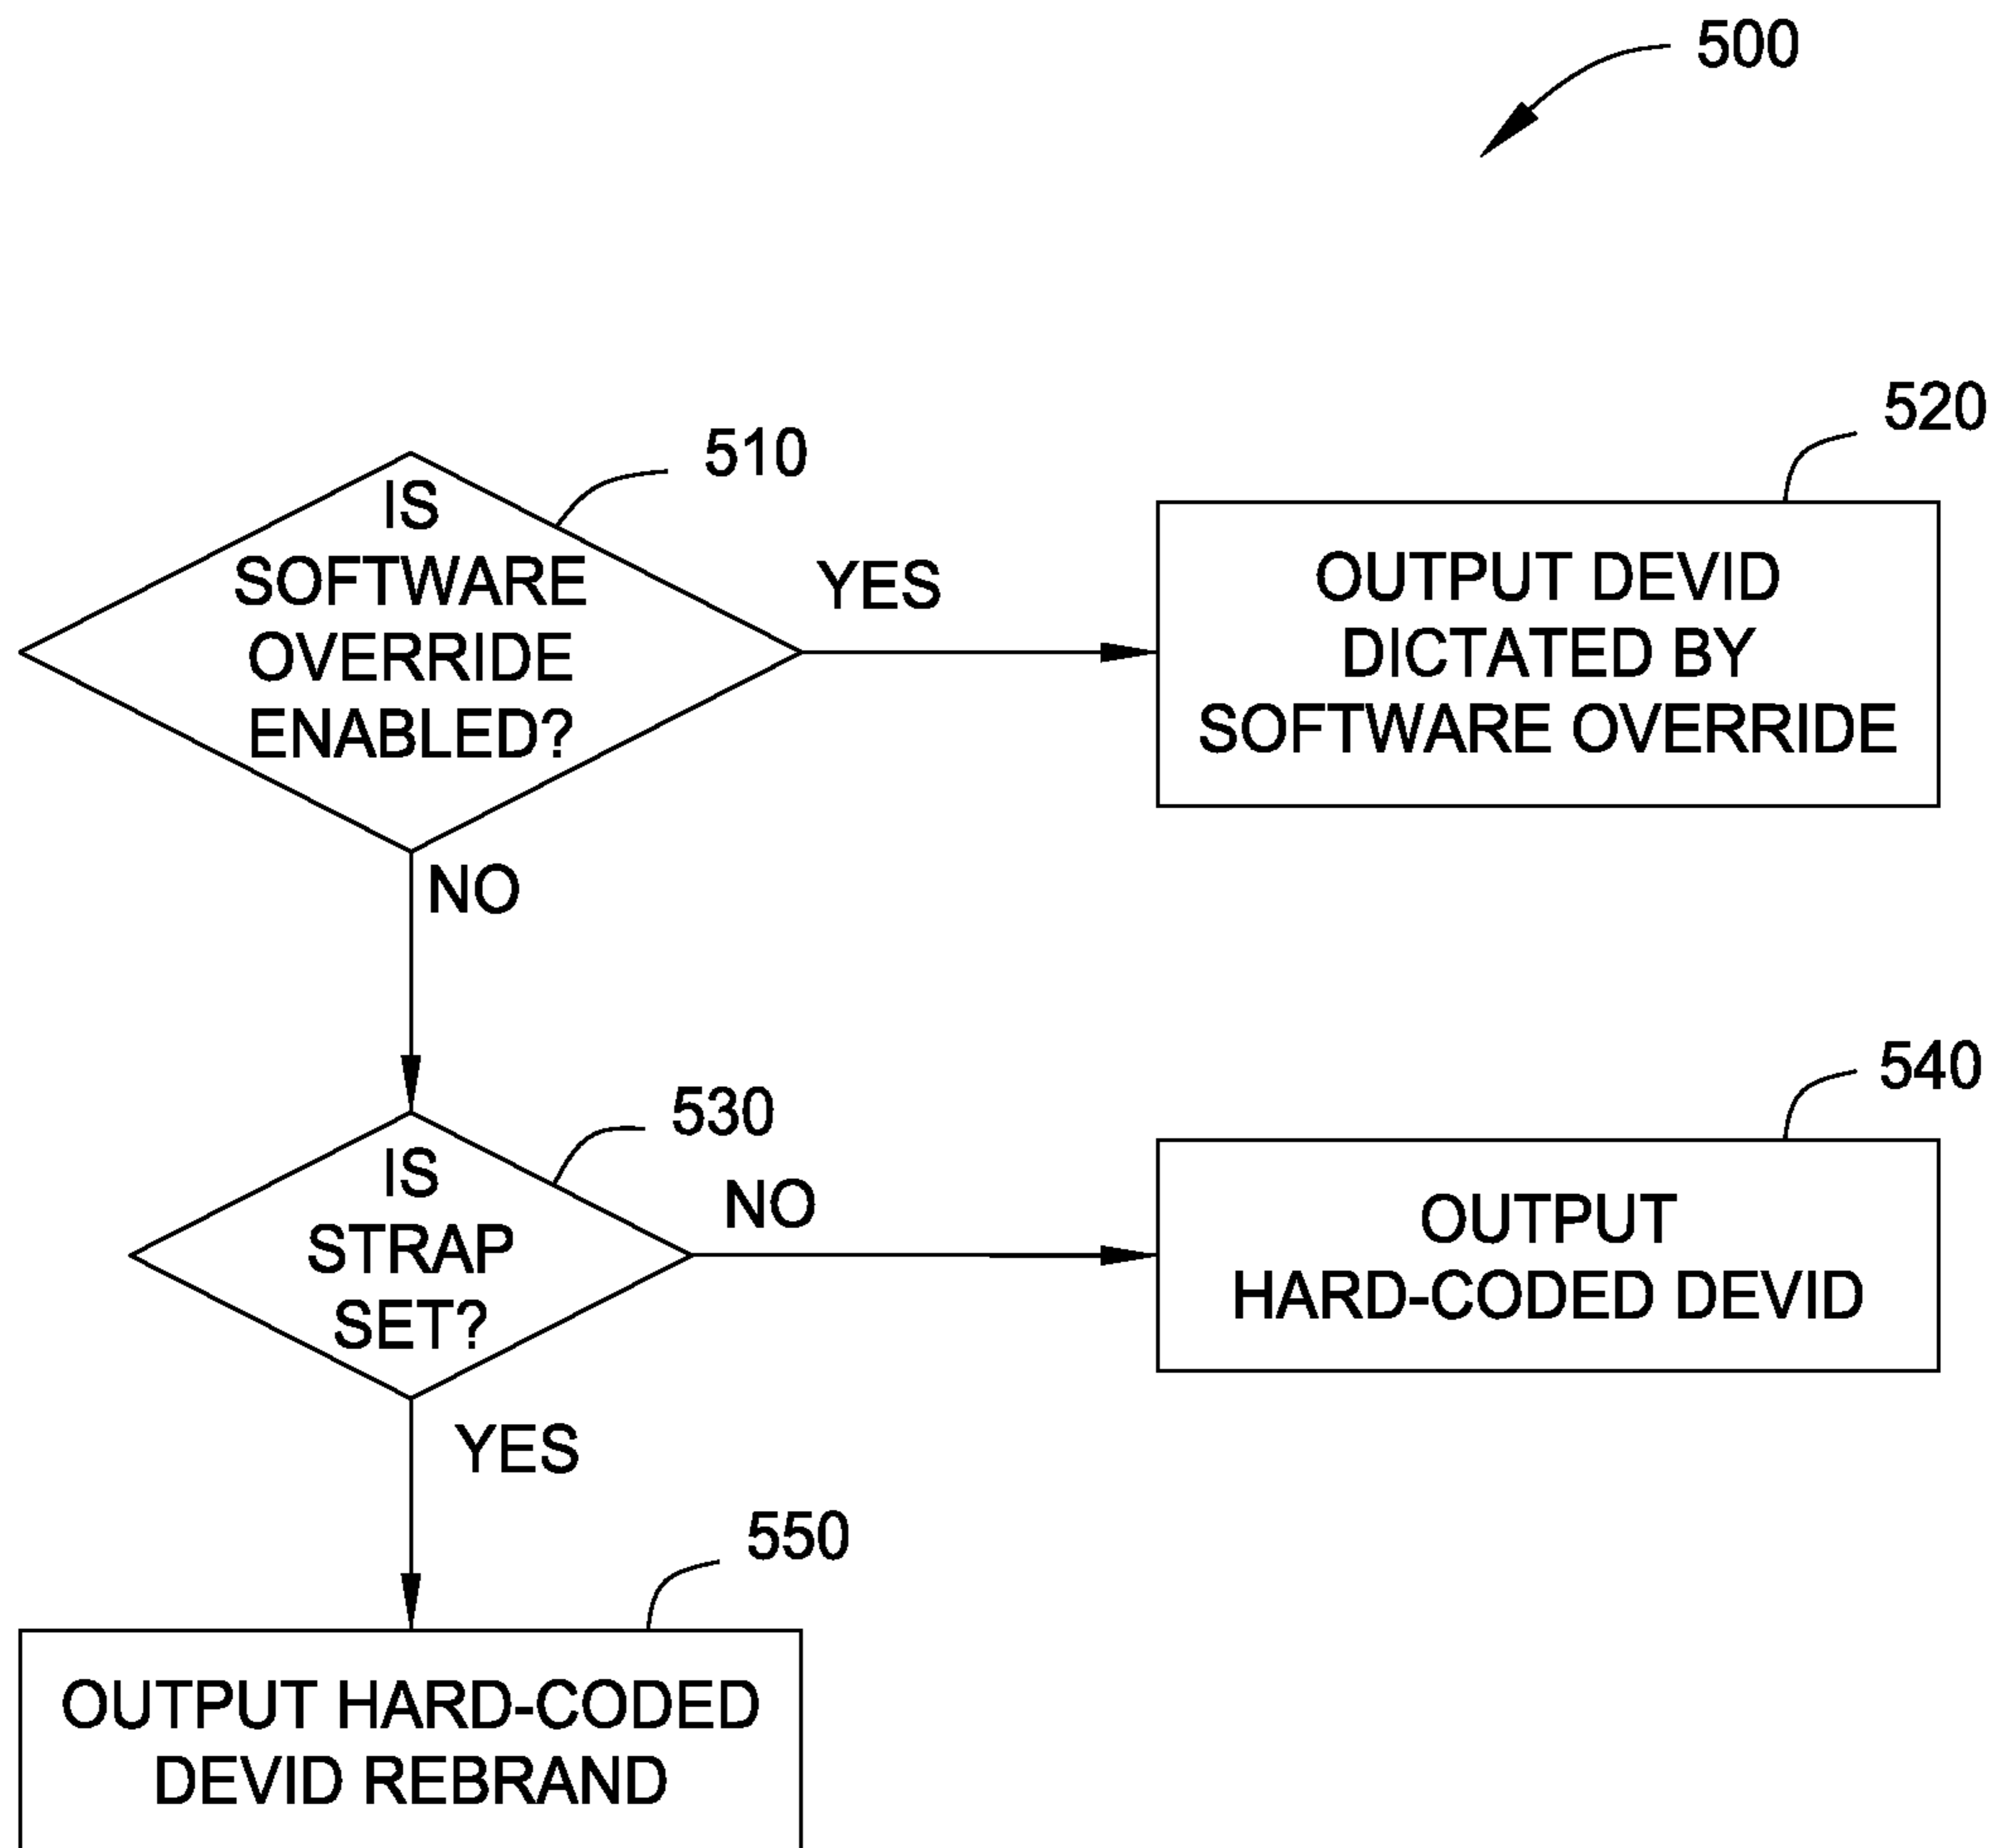 500
510
IS
SOFTWARE
OVERRIDE
ENABLED?
YES
520
OUTPUT DEVID
DICTATED BY
SOFTWARE OVERRIDE
NO
530
IS
STRAP
SET?
NO
540
OUTPUT
HARD-CODED DEVID
YES
550
OUTPUT HARD-CODED
DEVID REBRAND